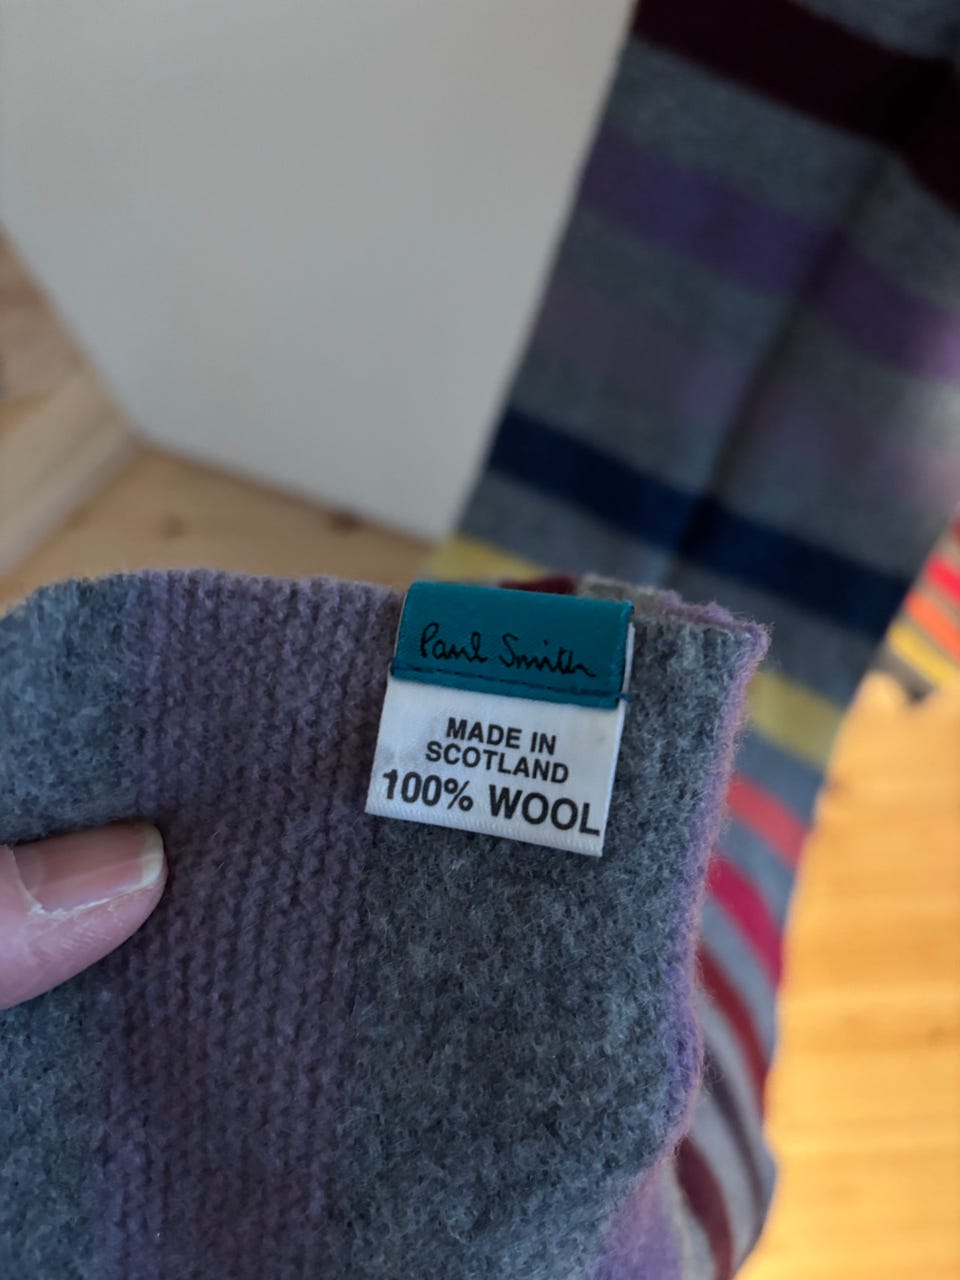 Paul Smith
MADE IN
SCOTLAND
100% WOOL